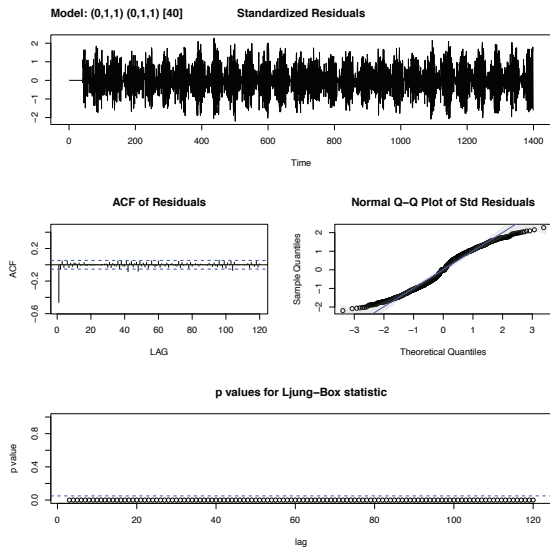 Model: (0,1,1) (0,1,1) [40]
Standardized Residuals
2
1
0
−1
−2
0 200 400 600 800 1000 1200 1400
Time
ACF of Residuals
ACF
0.2
−0.2
−0.6
0 20 40 60 80 100 120
LAG
Normal Q−Q Plot of Std Residuals
Sample Quantiles
2
1
0
−1
−2
−3 −2 −1 0 1 2 3
Theoretical Quantiles
p values for Ljung−Box statistic
p value
0.8
0.4
0.0
0 20 40 60 80 100 120
lag